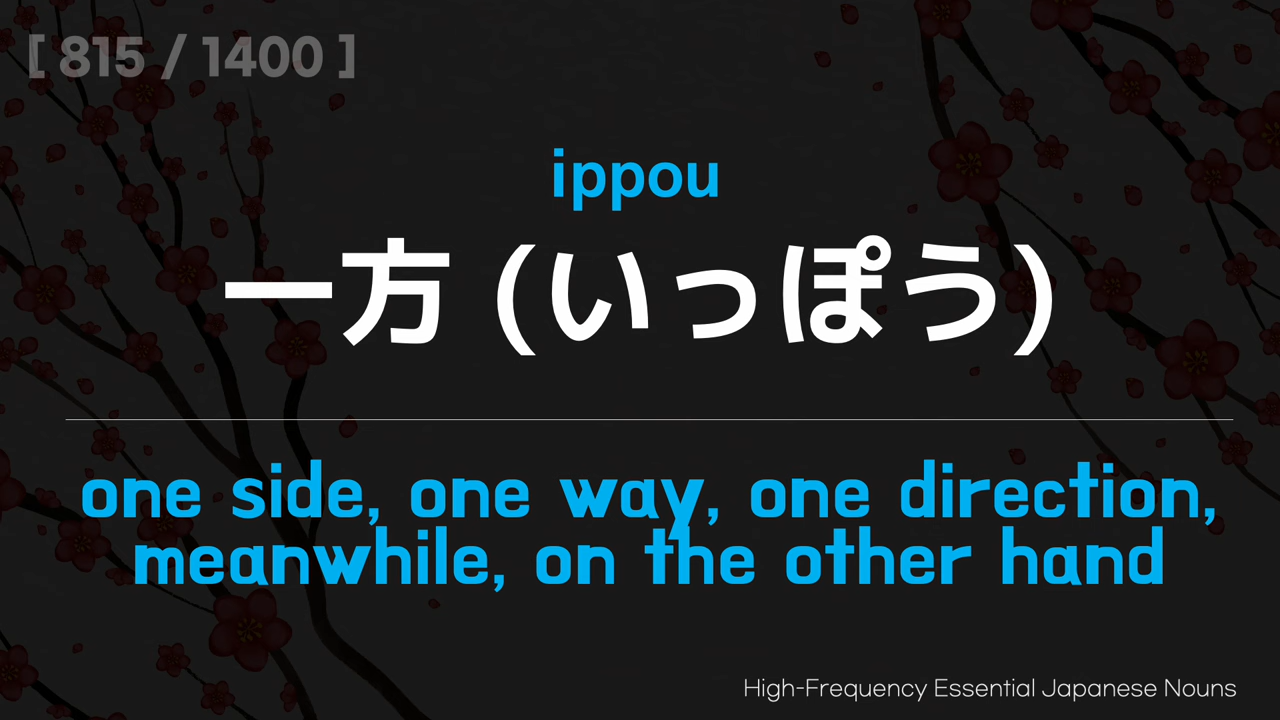 [ 815 / 1400 ]
ippou
一方 (いっぽう)
one side, one way, one direction,
meanwhile, on the other hand
High-Frequency Essential Japanese Nouns